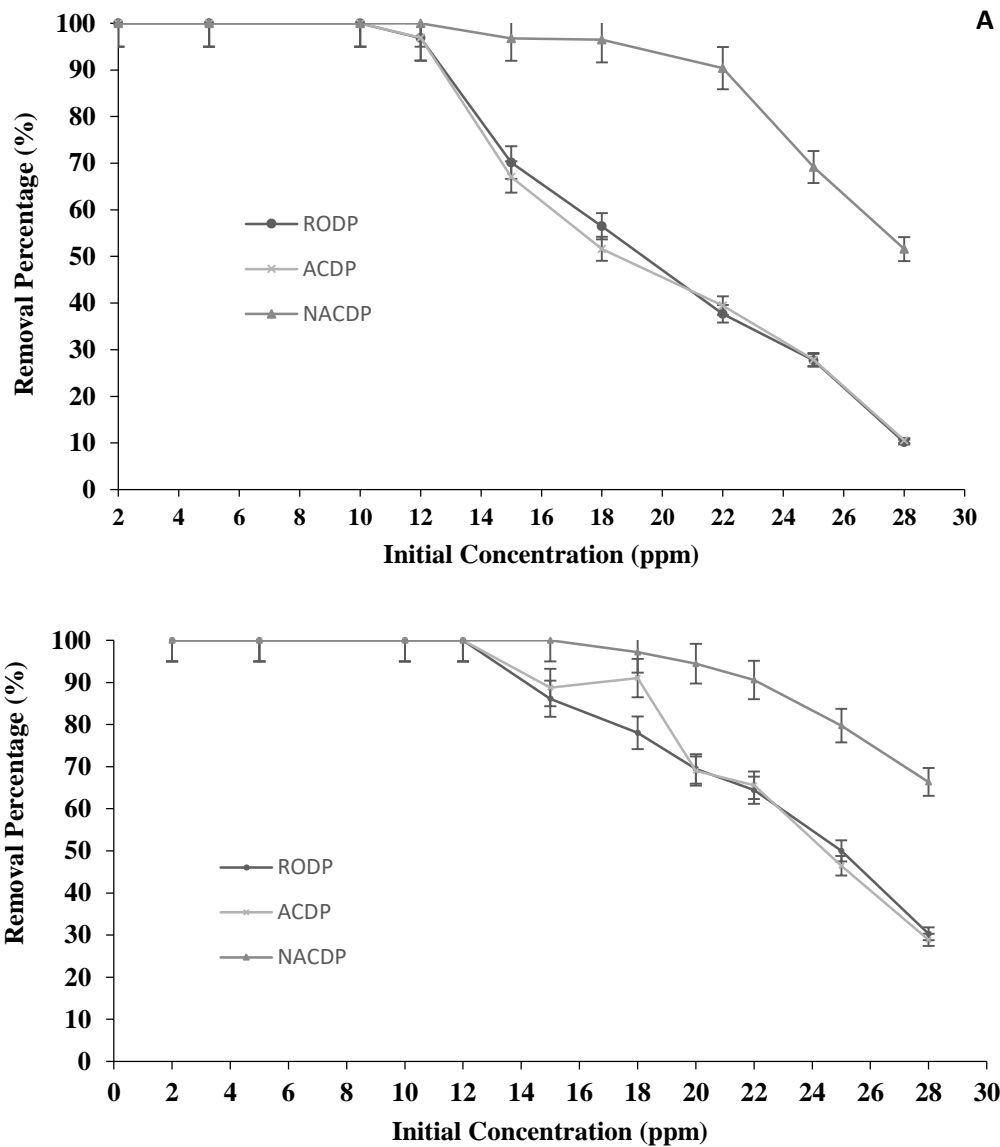 A
100
90
80
70
60
50
40
30
20
10
0
Removal Percentage (%)
RODP
ACDP
NACDP
2 4 6 8 10 12 14 16 18 20 22 24 26 28 30
Initial Concentration (ppm)
100
90
80
70
60
50
40
30
20
10
0
Removal Percentage (%)
RODP
ACDP
NACDP
0 2 4 6 8 10 12 14 16 18 20 22 24 26 28 30
Initial Concentration (ppm)